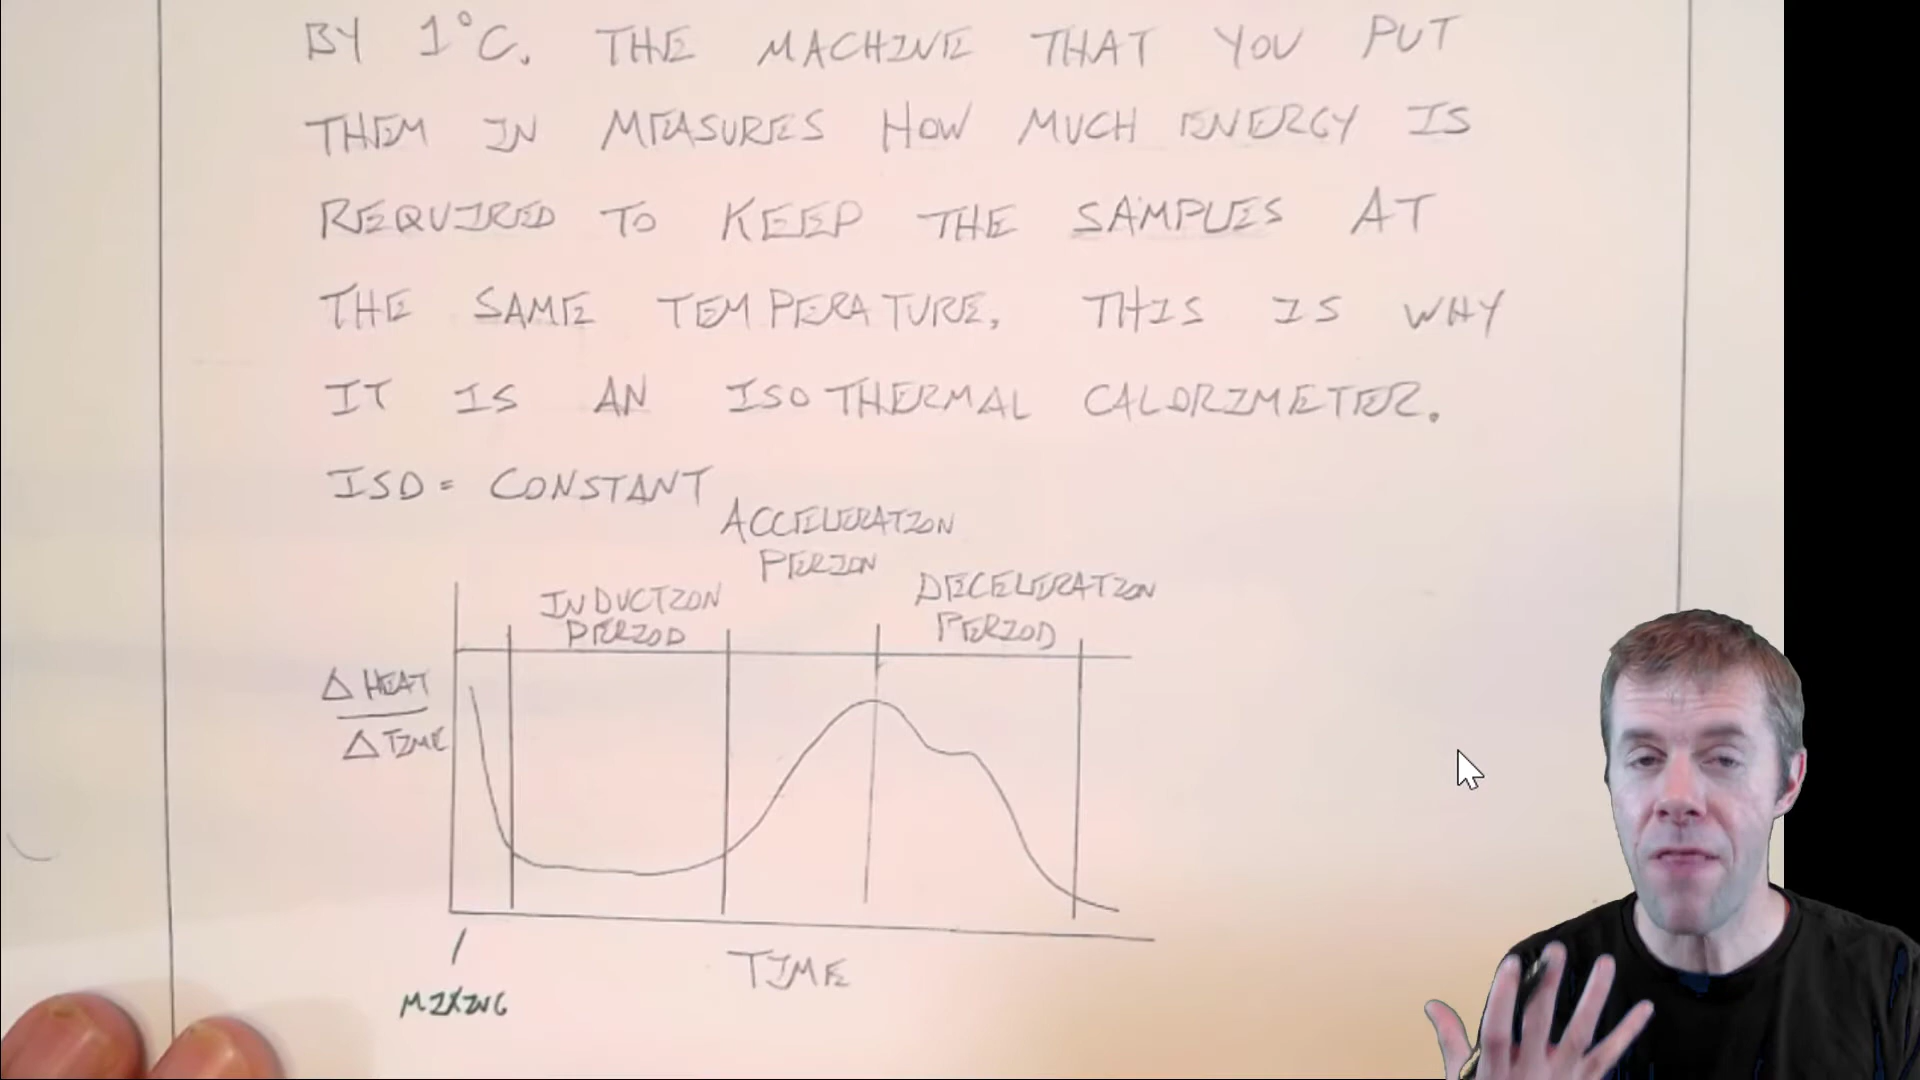 BY 1°C. THE MACHINE THAT YOU PUT
THEM IN MEASURES HOW MUCH ENERGY IS
REQUIRED TO KEEP THE SAMPLES AT
THE SAME TEMPERATURE. THIS IS WHY
IT IS AN ISOTHERMAL CALORIMETER.
ISO = CONSTANT
ACCELERATION
PERIOD
INDUCTION
PERIOD
DECELERATION
PERIOD
Δ HEAT
Δ TIME
TIME
MIXING